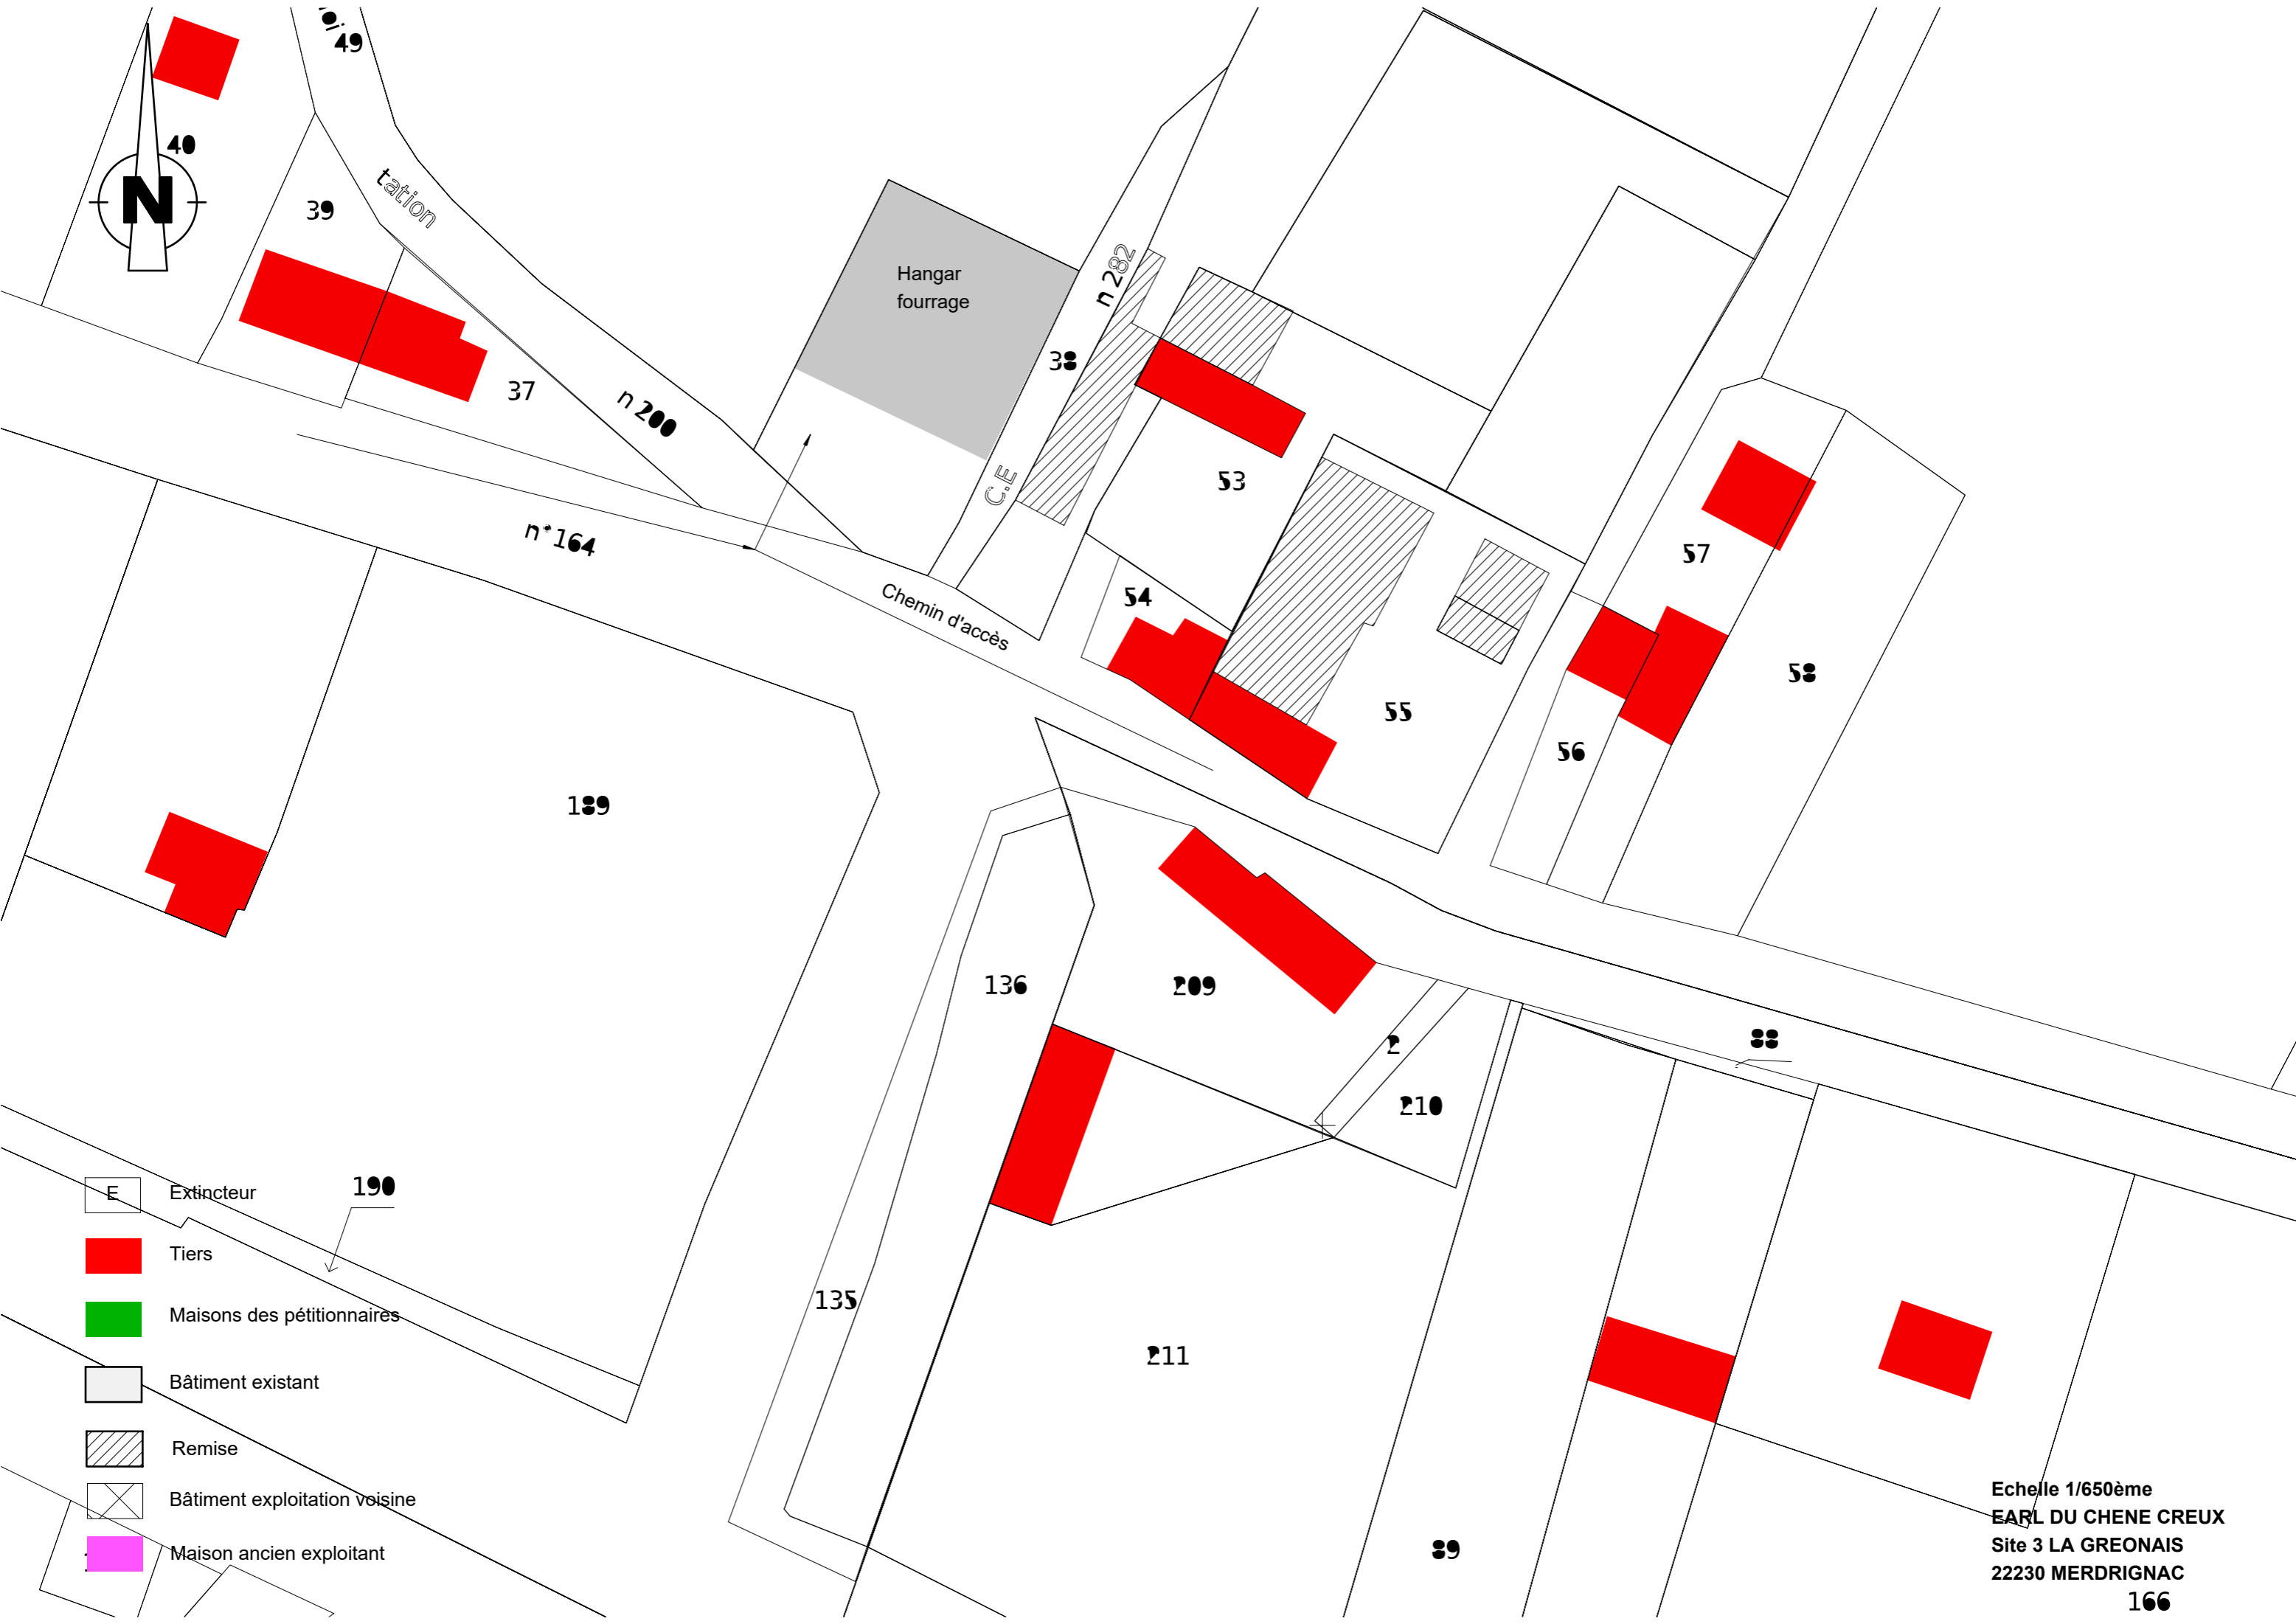 49
40
N
39
tation
Hangar
fourrage
n 282
38
37
n 200
C.E
53
n° 164
57
54
Chemin d'accès
58
55
56
189
136
209
88
2
210
190
E Extincteur
Tiers
135
Maisons des pétitionnaires
211
Bâtiment existant
Remise
Bâtiment exploitation voisine
89
Maison ancien exploitant
Echelle 1/650ème
EARL DU CHENE CREUX
Site 3 LA GREONAIS
22230 MERDRIGNAC
166